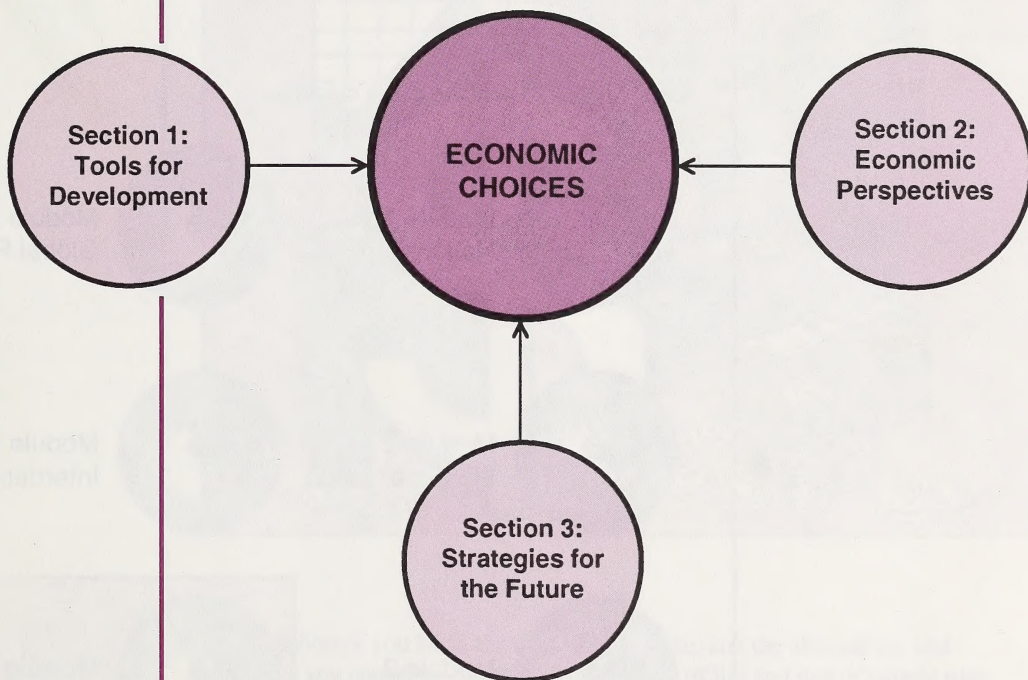 Section 1:
Tools for
Development
ECONOMIC
CHOICES
Section 2:
Economic
Perspectives
Section 3:
Strategies for
the Future